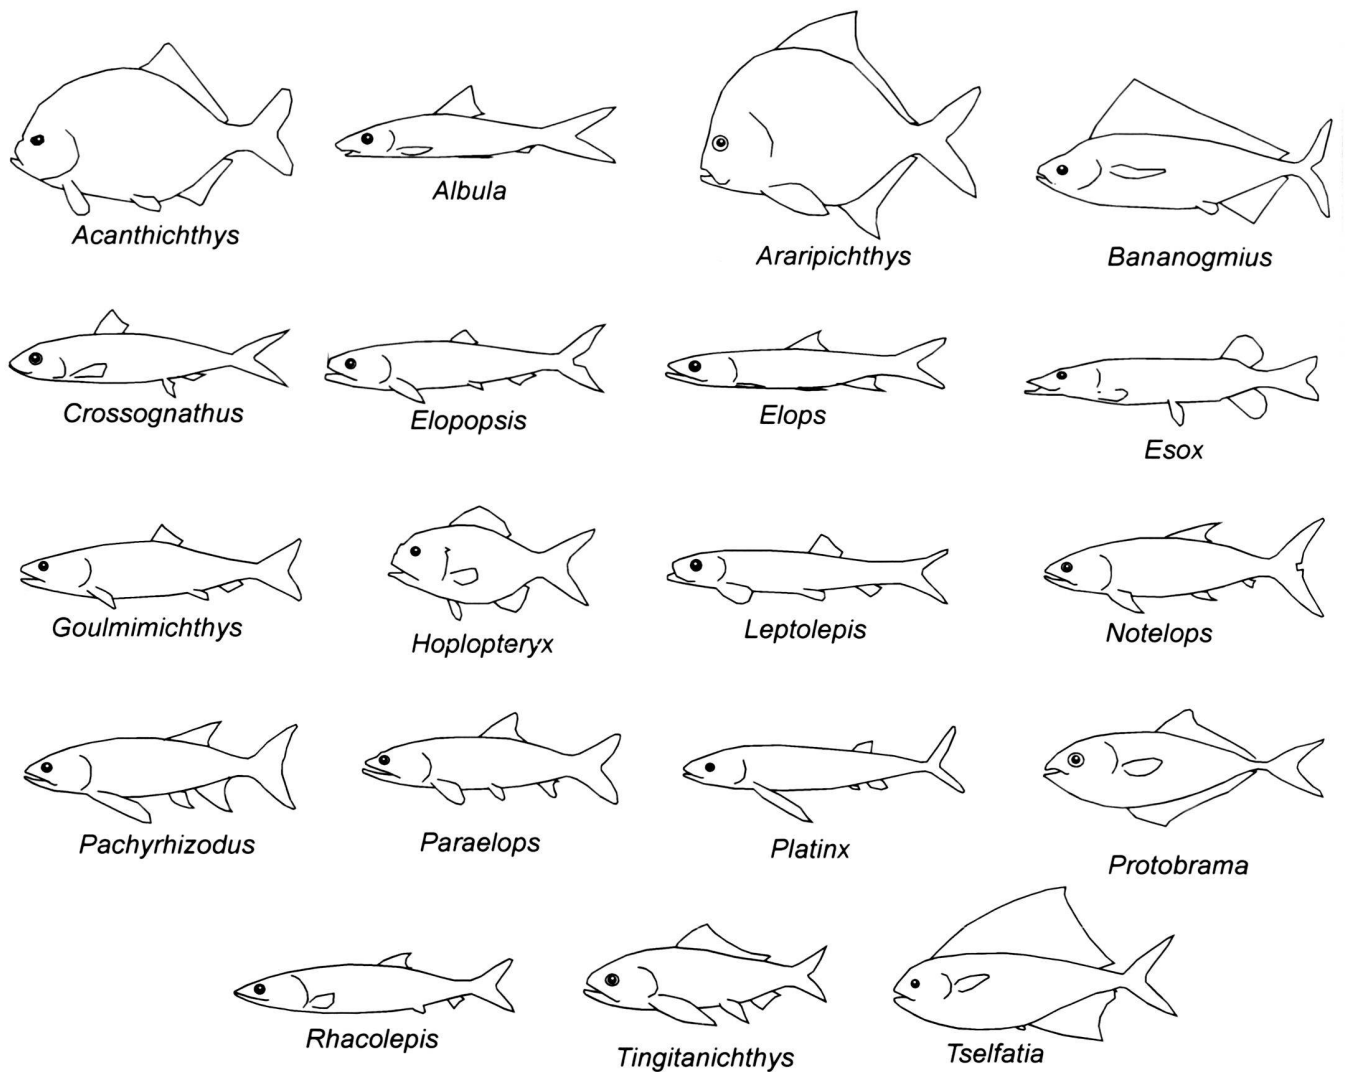 Acanthichthys
Albula
Araripichthys
Bananogmius
Crossognathus
Elopopsis
Elops
Esox
Goulmimichthys
Hoplopteryx
Leptolepis
Notelops
Pachyrhizodus
Paraelops
Platinx
Protobrama
Rhacolepis
Tingitanichthys
Tselfatia